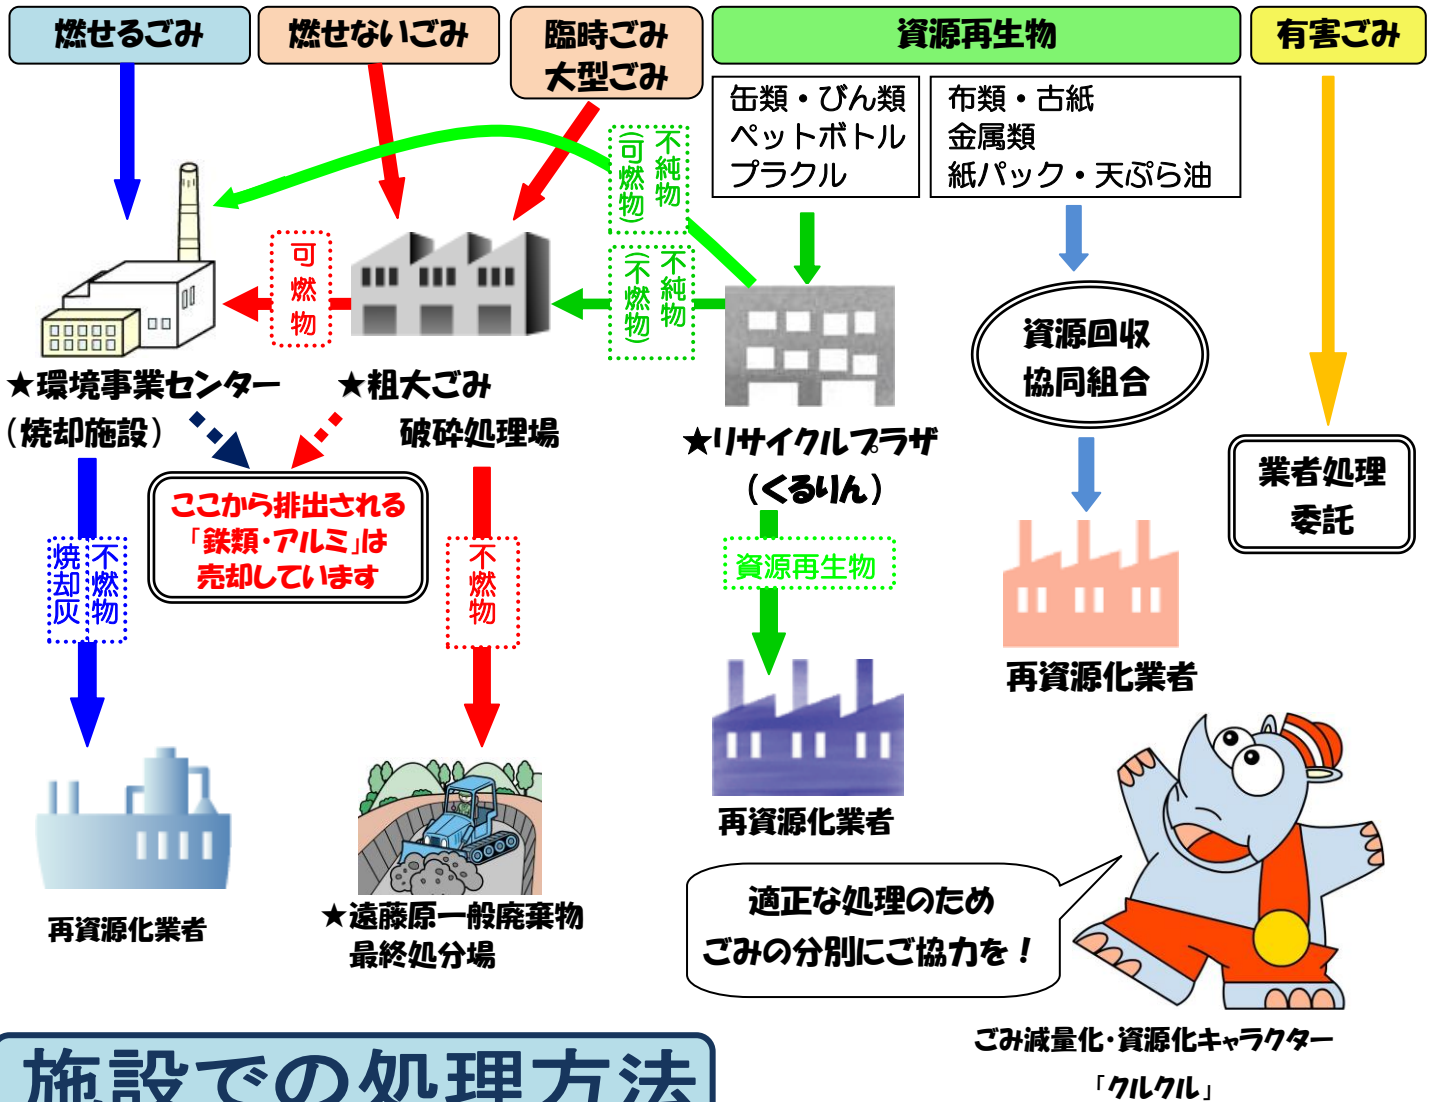 燃せるごみ
燃せないごみ
臨時ごみ
大型ごみ
資源再生物
有害ごみ
缶類・びん類
ペットボトル
プラクル
布類・古紙
金属類
紙パック・天ぷら油
不純物
(可燃物)
可燃物
不純物
(不燃物)
資源回収
協同組合
★環境事業センター
(焼却施設)
★粗大ごみ
破砕処理場
★リサイクルプラザ
(くるりん)
業者処理
委託
ここから排出される
「鉄類・アルミ」は
売却しています
不燃物
焼却灰
不燃物
資源再生物
再資源化業者
再資源化業者
再資源化業者
★遠藤原一般廃棄物
最終処分場
適正な処理のため
ごみの分別にご協力を！
ごみ減量化・資源化キャラクター
「クルクル」
施設での処理方法